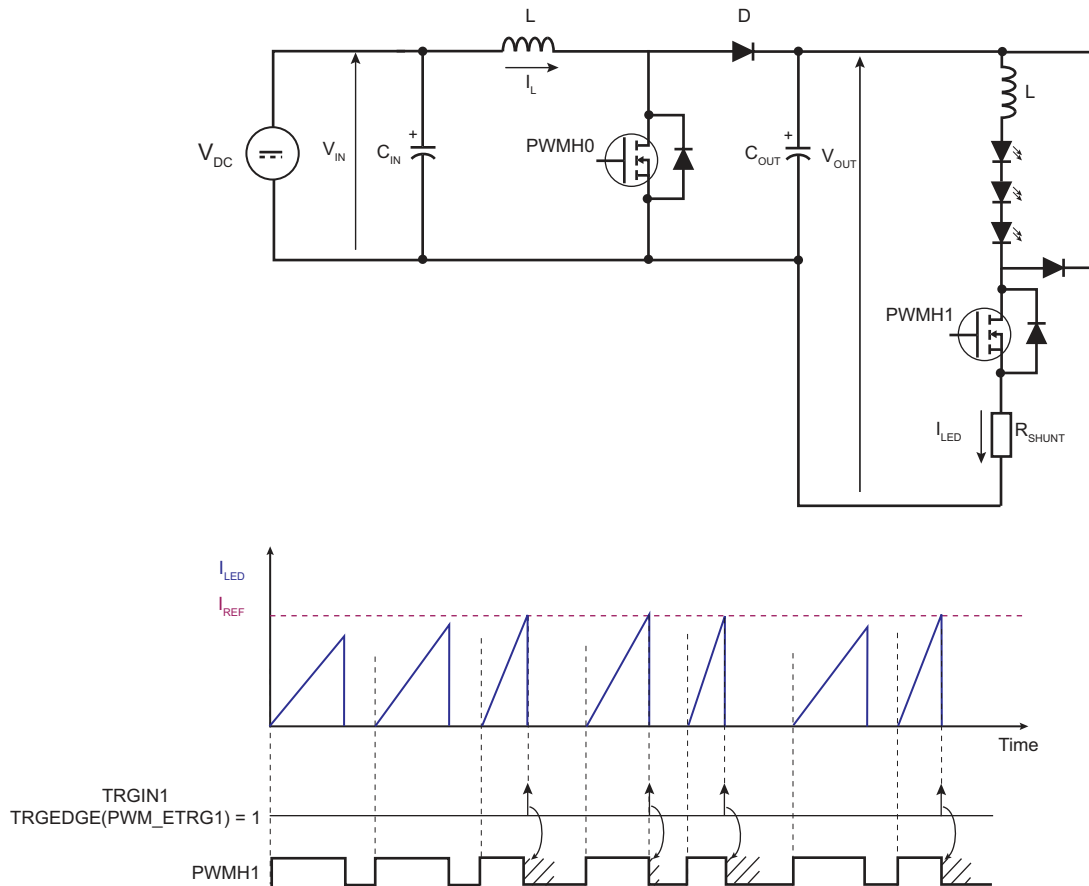 L
D
I_L
L
PWMH0
+
+
V_DC
V_IN
C_IN
C_OUT
V_OUT
PWMH1
I_LED
R_SHUNT
I_LED
I_REF
Time
TRGIN1
TRGEDGE(PWM_ETRG1) = 1
PWMH1